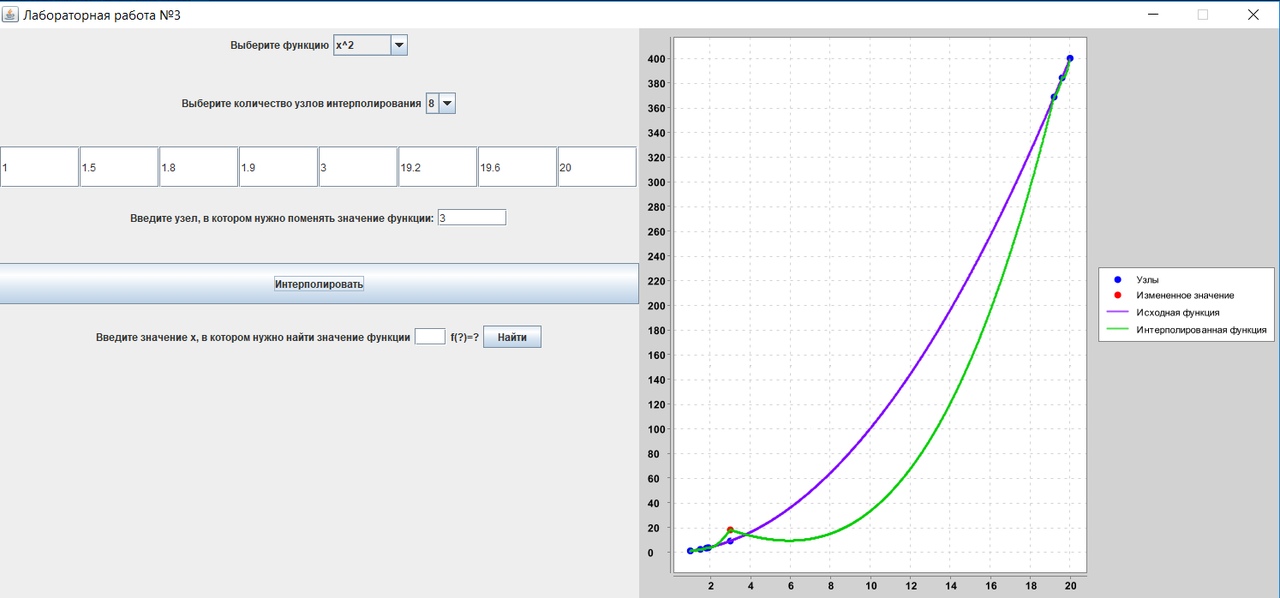 Лабораторная работа №3
Выберите функцию x^2
Выберите количество узлов интерполирования 8
1 1.5 1.8 1.9 3 19.2 19.6 20
Введите узел, в котором нужно поменять значение функции: 3
Интерполировать
Введите значение x, в котором нужно найти значение функции f(?)=? Найти
400
380
360
340
320
300
280
260
240
220
200
180
160
140
120
100
80
60
40
20
0
2 4 6 8 10 12 14 16 18 20
Узлы
Измененное значение
Исходная функция
Интерполированная функция